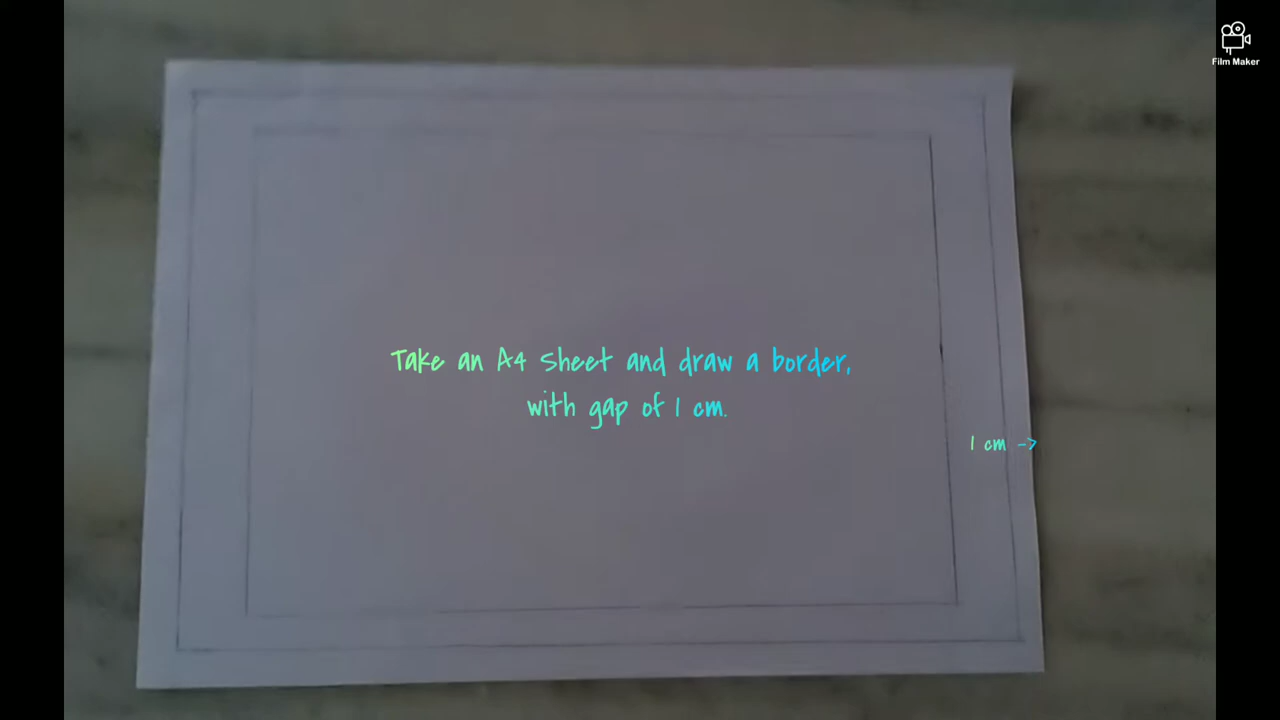 Film Maker
Take an A4 sheet and draw a border,
with gap of 1 cm.
1 cm ->